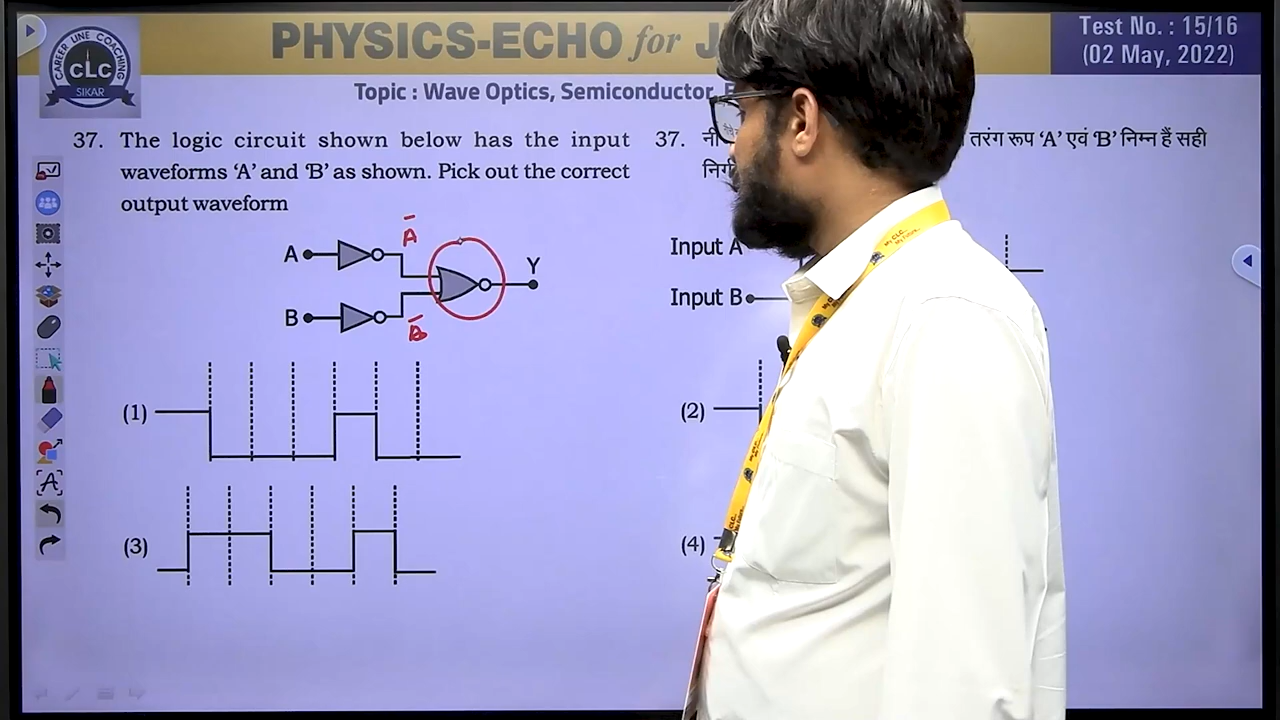 PHYSICS-ECHO for J
Test No. : 15/16
(02 May, 2022)
CAREER LINE COACHING
CLC
SIKAR
Topic : Wave Optics, Semiconductor,
37. The logic circuit shown below has the input
waveforms 'A' and 'B' as shown. Pick out the correct
output waveform
A
Ā
B
B̄
Y
(1)
(3)
37.
तरंग रूप 'A' एवं 'B' निम्न हैं सही
Input A
Input B
(2)
(4)